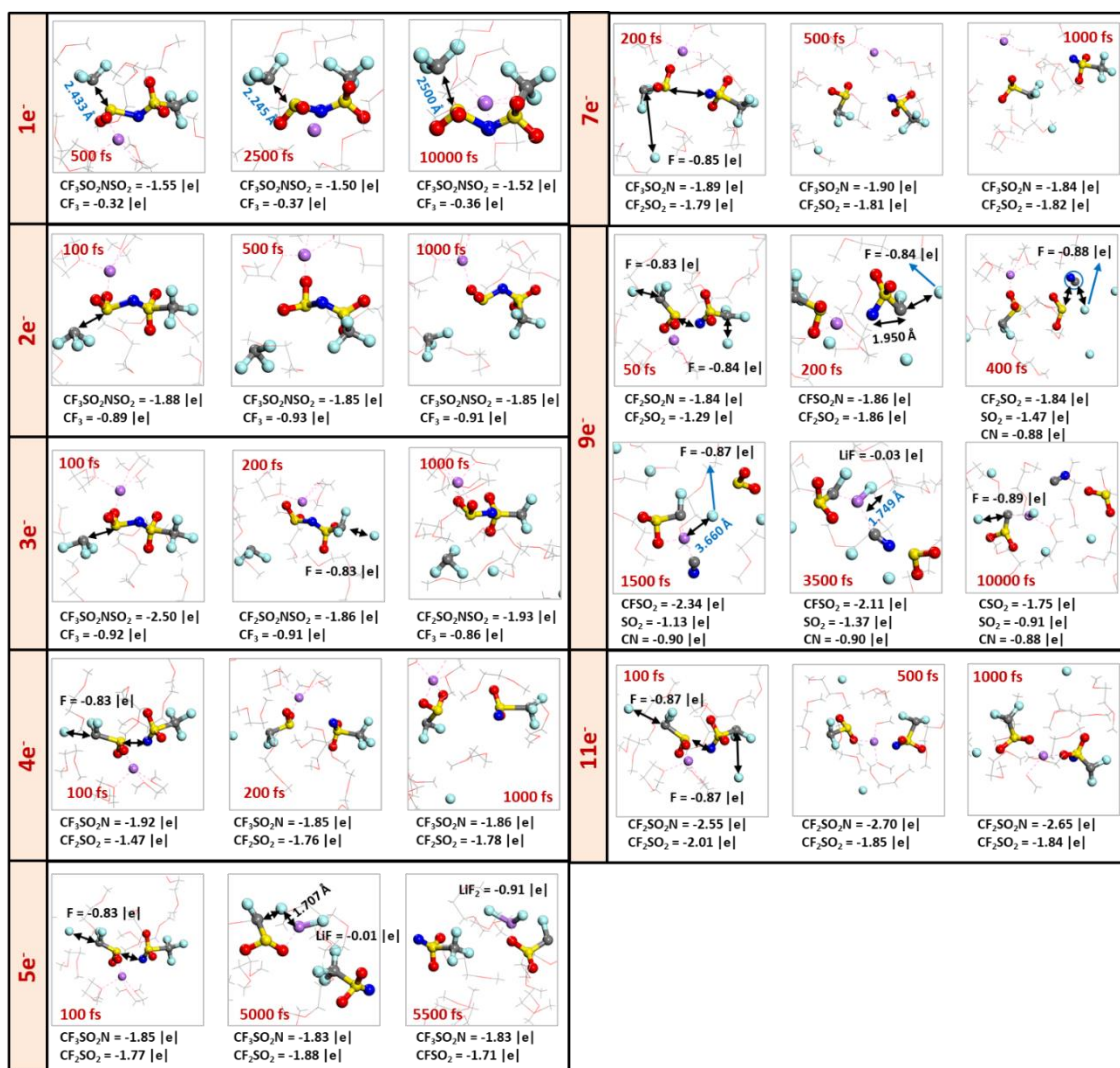 1e⁻
2.433 Å
500 fs
CF₃SO₂NSO₂ = -1.55 |e|
CF₃ = -0.32 |e|
2.245 Å
2500 fs
CF₃SO₂NSO₂ = -1.50 |e|
CF₃ = -0.37 |e|
2500 Å
10000 fs
CF₃SO₂NSO₂ = -1.52 |e|
CF₃ = -0.36 |e|
2e⁻
100 fs
CF₃SO₂NSO₂ = -1.88 |e|
CF₃ = -0.89 |e|
500 fs
CF₃SO₂NSO₂ = -1.85 |e|
CF₃ = -0.93 |e|
1000 fs
CF₃SO₂NSO₂ = -1.85 |e|
CF₃ = -0.91 |e|
3e⁻
100 fs
CF₃SO₂NSO₂ = -2.50 |e|
CF₃ = -0.92 |e|
200 fs
F = -0.83 |e|
CF₂SO₂NSO₂ = -1.86 |e|
CF₃ = -0.91 |e|
1000 fs
CF₂SO₂NSO₂ = -1.93 |e|
CF₃ = -0.86 |e|
4e⁻
F = -0.83 |e|
100 fs
CF₃SO₂N = -1.92 |e|
CF₂SO₂ = -1.47 |e|
200 fs
CF₃SO₂N = -1.85 |e|
CF₂SO₂ = -1.76 |e|
1000 fs
CF₃SO₂N = -1.86 |e|
CF₂SO₂ = -1.78 |e|
5e⁻
F = -0.83 |e|
100 fs
CF₃SO₂N = -1.85 |e|
CF₂SO₂ = -1.77 |e|
1.707 Å
LiF = -0.01 |e|
5000 fs
CF₃SO₂N = -1.83 |e|
CF₂SO₂ = -1.88 |e|
LiF₂ = -0.91 |e|
5500 fs
CF₃SO₂N = -1.83 |e|
CFSO₂ = -1.71 |e|
7e⁻
200 fs
F = -0.85 |e|
CF₃SO₂N = -1.89 |e|
CF₂SO₂ = -1.79 |e|
500 fs
CF₃SO₂N = -1.90 |e|
CF₂SO₂ = -1.81 |e|
1000 fs
CF₃SO₂N = -1.84 |e|
CF₂SO₂ = -1.82 |e|
9e⁻
F = -0.83 |e|
50 fs
F = -0.84 |e|
CF₂SO₂N = -1.84 |e|
CF₂SO₂ = -1.29 |e|
F = -0.84 |e|
1.950 Å
200 fs
CFSO₂N = -1.86 |e|
CF₂SO₂ = -1.86 |e|
F = -0.88 |e|
400 fs
CF₂SO₂ = -1.84 |e|
SO₂ = -1.47 |e|
CN = -0.88 |e|
F = -0.87 |e|
3.660 Å
1500 fs
CFSO₂ = -2.34 |e|
SO₂ = -1.13 |e|
CN = -0.90 |e|
LiF = -0.03 |e|
1.749 Å
3500 fs
CFSO₂ = -2.11 |e|
SO₂ = -1.37 |e|
CN = -0.90 |e|
F = -0.89 |e|
10000 fs
CSO₂ = -1.75 |e|
SO₂ = -0.91 |e|
CN = -0.88 |e|
11e⁻
100 fs
F = -0.87 |e|
F = -0.87 |e|
CF₂SO₂N = -2.55 |e|
CF₂SO₂ = -2.01 |e|
500 fs
CF₂SO₂N = -2.70 |e|
CF₂SO₂ = -1.85 |e|
1000 fs
CF₂SO₂N = -2.65 |e|
CF₂SO₂ = -1.84 |e|